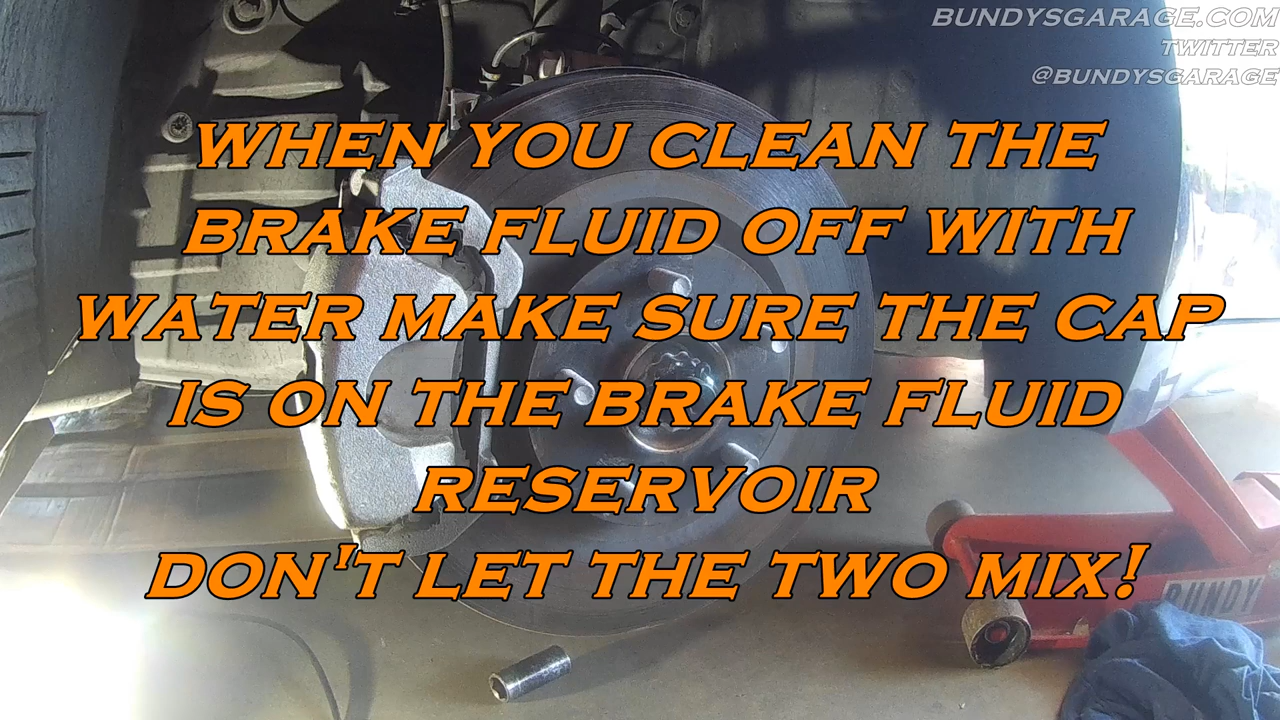 BUNDYSGARAGE.COM
TWITTER
@BUNDYSGARAGE
WHEN YOU CLEAN THE
BRAKE FLUID OFF WITH
WATER MAKE SURE THE CAP
IS ON THE BRAKE FLUID
RESERVOIR
DON'T LET THE TWO MIX!
BUNDY